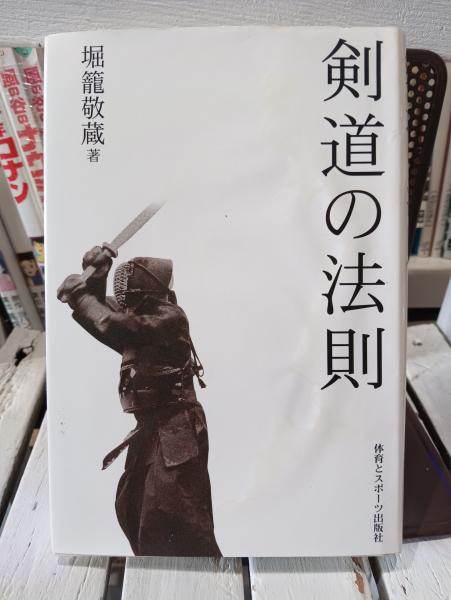 剣道の法則
堀籠敬蔵 著
体育とスポーツ出版社
コナン